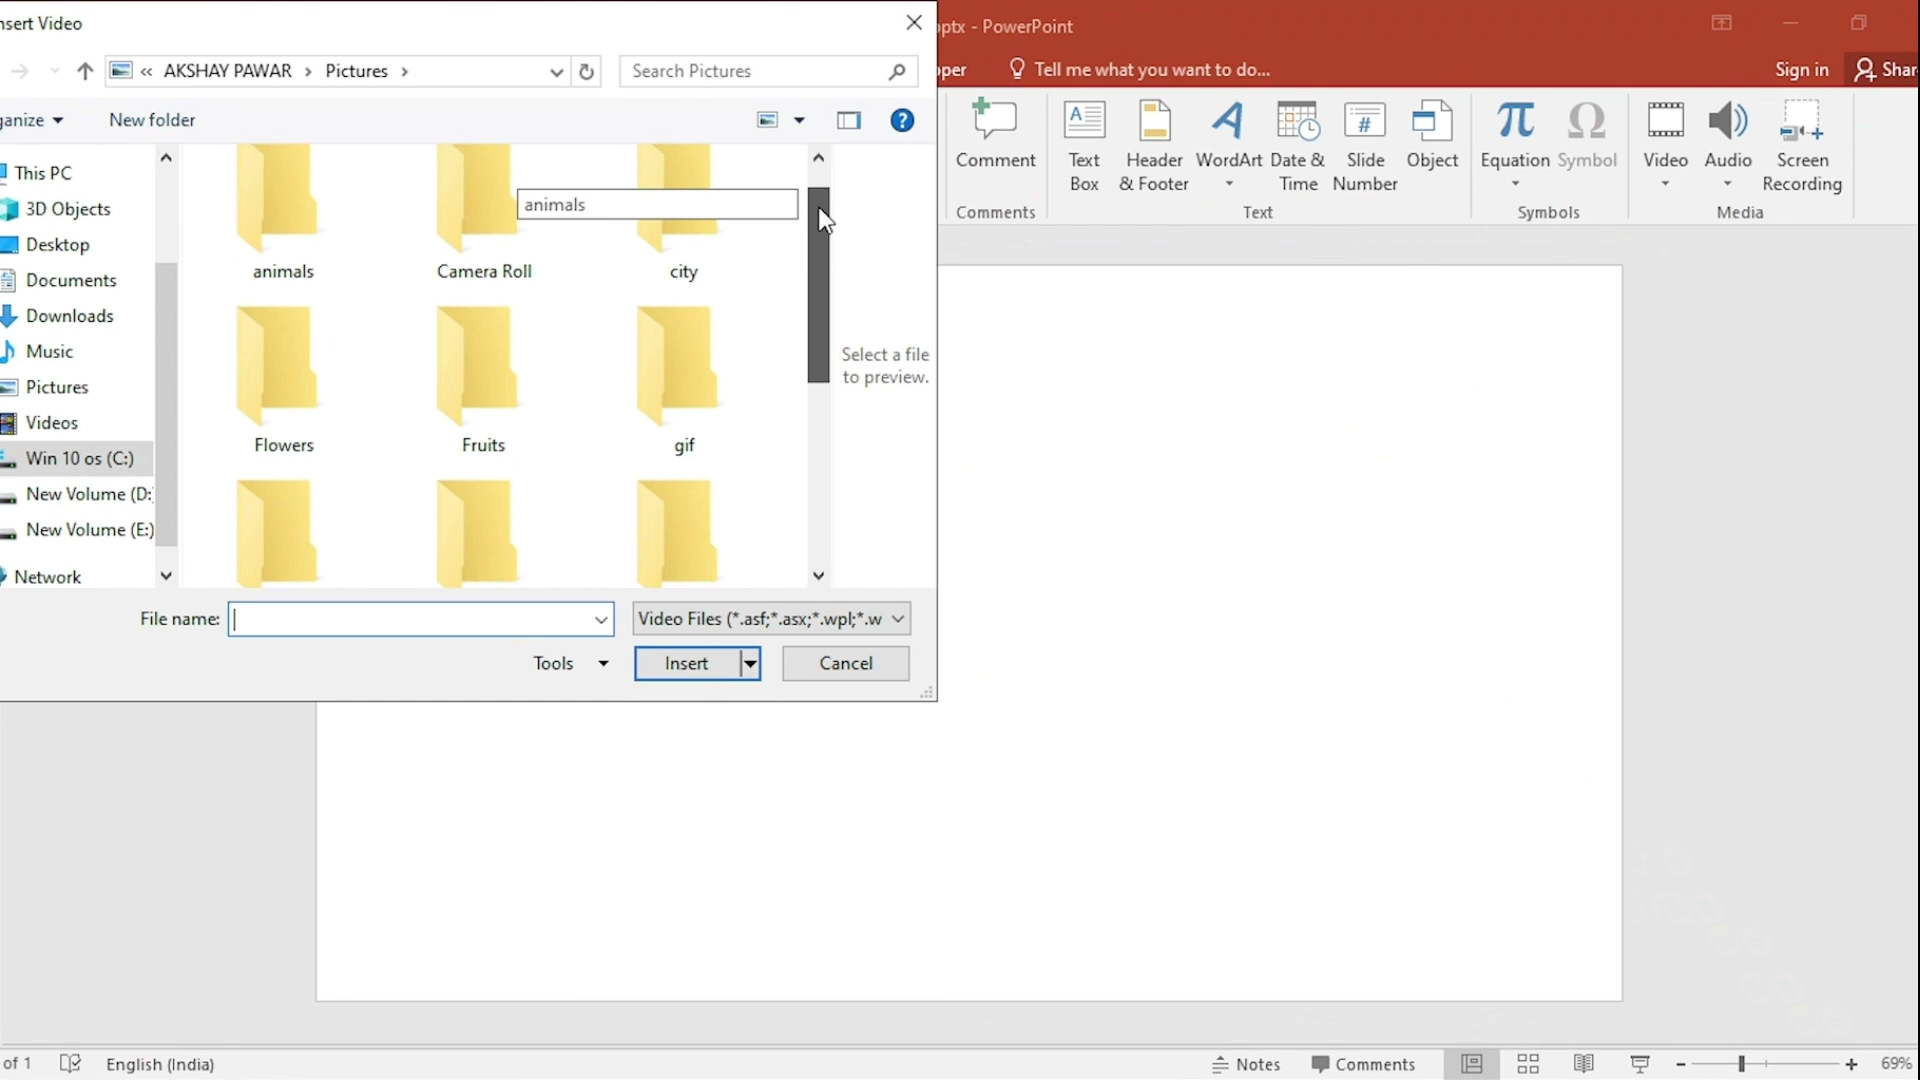 nsert Video
ptx - PowerPoint
« AKSHAY PAWAR › Pictures ›
Search Pictures
per
Tell me what you want to do...
Sign in
Shar
ganize
New folder
This PC
3D Objects
Desktop
Documents
Downloads
Music
Pictures
Videos
Win 10 os (C:)
New Volume (D:
New Volume (E:)
Network
animals
animals
Camera Roll
city
Flowers
Fruits
gif
Select a file
to preview.
File name:
Video Files (*.asf;*.asx;*.wpl;*.w
Tools
Insert
Cancel
Comment
Text
Box
Header
& Footer
WordArt
Date &
Time
Slide
Number
Object
Equation
Symbol
Video
Audio
Screen
Recording
Comments
Text
Symbols
Media
of 1
English (India)
Notes
Comments
69%